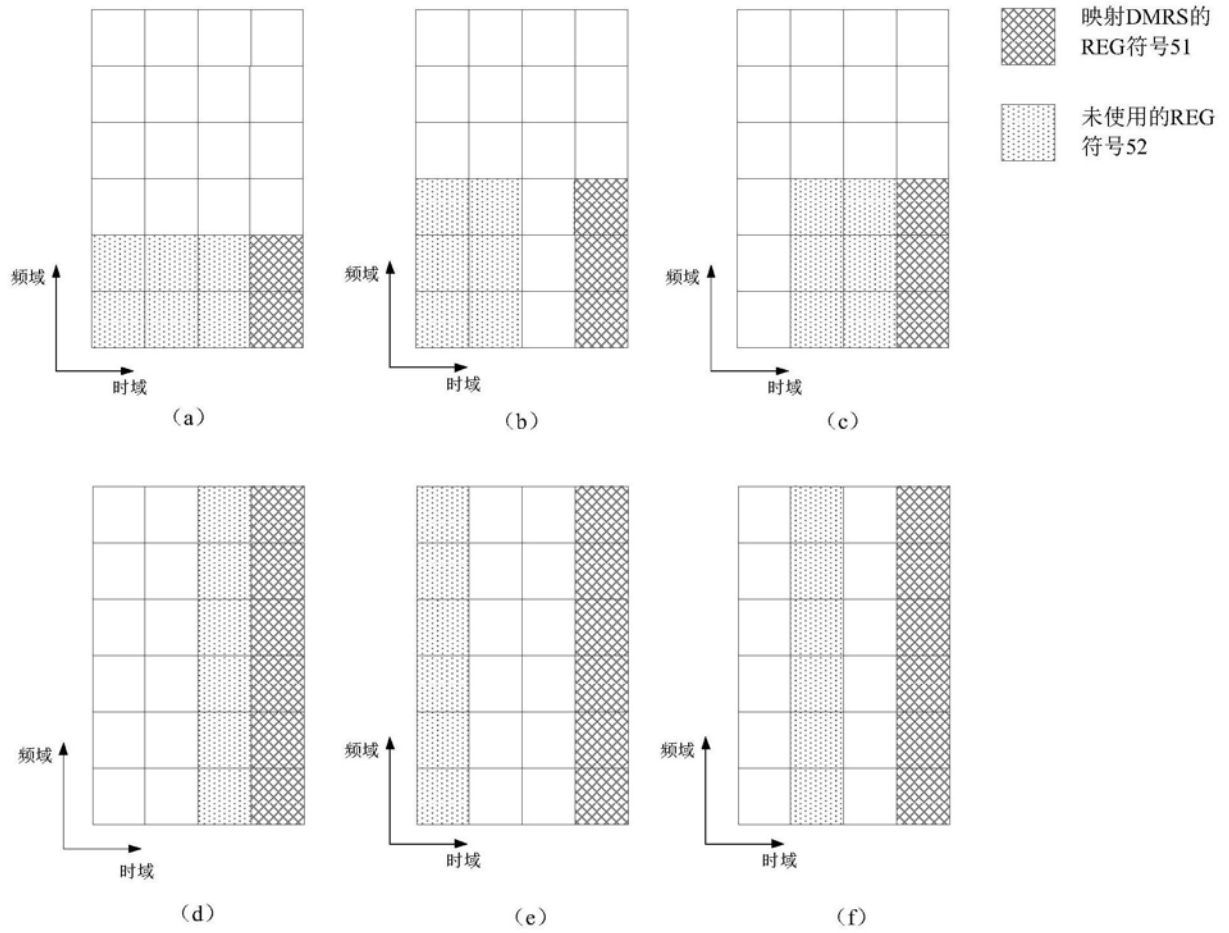 映射DMRS的
REG符号51
未使用的REG
符号52
频域
时域
(a)
频域
时域
(b)
频域
时域
(c)
频域
时域
(d)
频域
时域
(e)
频域
时域
(f)